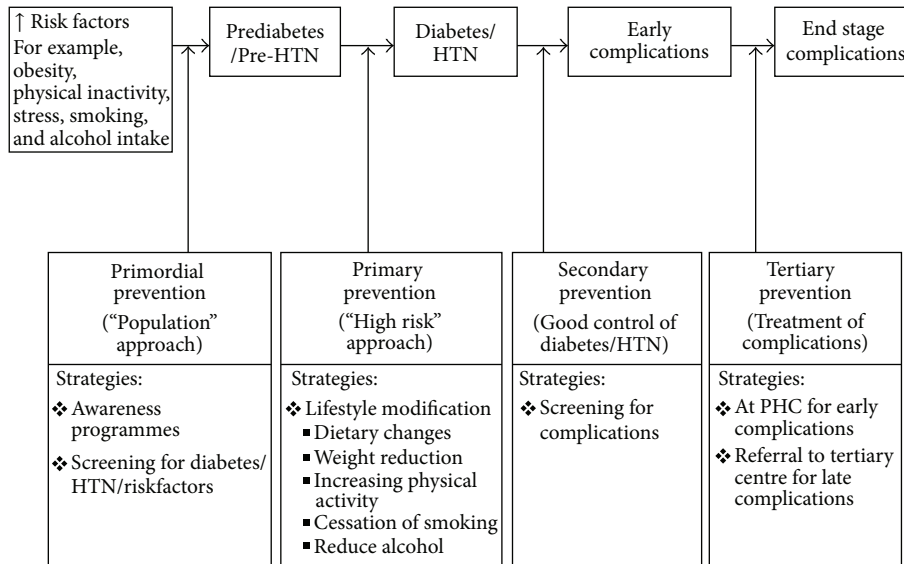 ↑ Risk factors
For example,
obesity,
physical inactivity,
stress, smoking,
and alcohol intake
Prediabetes
/Pre-HTN
Diabetes/
HTN
Early
complications
End stage
complications
Primordial
prevention
(“Population”
approach)
Strategies:
❖ Awareness
programmes
❖ Screening for diabetes/
HTN/riskfactors
Primary
prevention
(“High risk”
approach)
Strategies:
❖ Lifestyle modification
▪ Dietary changes
▪ Weight reduction
▪ Increasing physical
activity
▪ Cessation of smoking
▪ Reduce alcohol
Secondary
prevention
(Good control of
diabetes/HTN)
Strategies:
❖ Screening for
complications
Tertiary
prevention
(Treatment of
complications)
Strategies:
❖ At PHC for early
complications
❖ Referral to tertiary
centre for late
complications